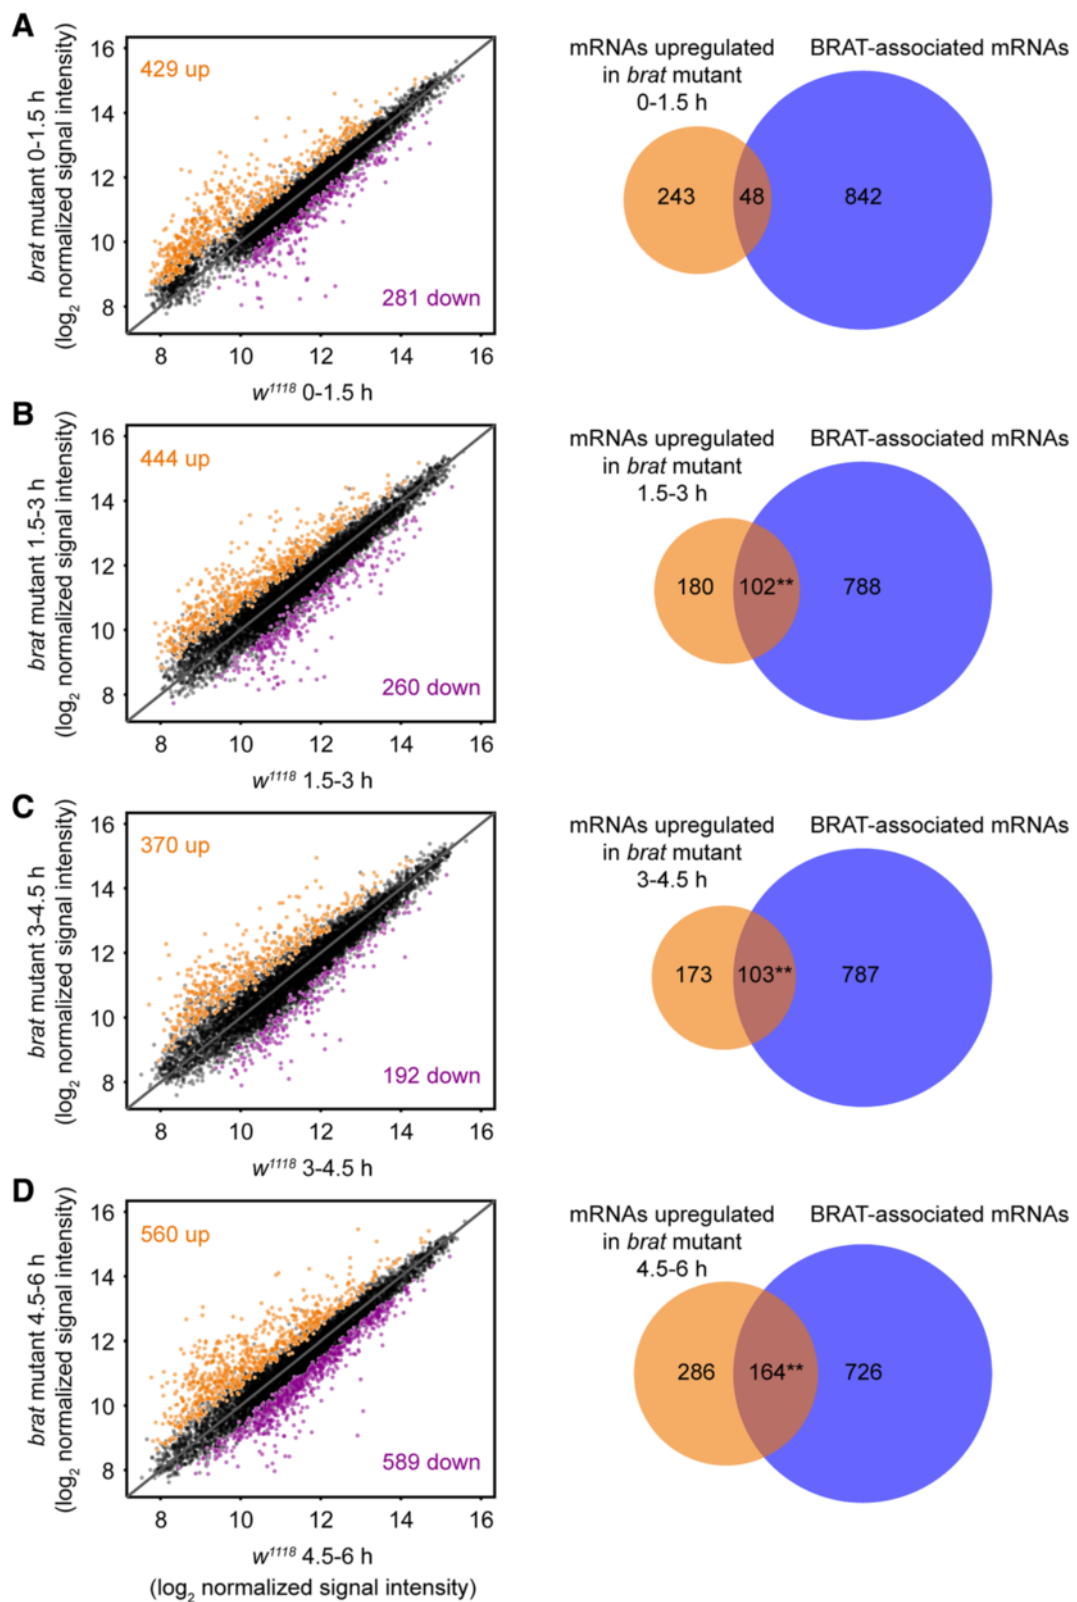 A
brat mutant 0-1.5 h
(log2 normalized signal intensity)
16
14
12
10
8
429 up
281 down
8 10 12 14 16
w1118 0-1.5 h
mRNAs upregulated
in brat mutant
0-1.5 h
BRAT-associated mRNAs
243 48 842
B
brat mutant 1.5-3 h
(log2 normalized signal intensity)
16
14
12
10
8
444 up
260 down
8 10 12 14 16
w1118 1.5-3 h
mRNAs upregulated
in brat mutant
1.5-3 h
BRAT-associated mRNAs
180 102** 788
C
brat mutant 3-4.5 h
(log2 normalized signal intensity)
16
14
12
10
8
370 up
192 down
8 10 12 14 16
w1118 3-4.5 h
mRNAs upregulated
in brat mutant
3-4.5 h
BRAT-associated mRNAs
173 103** 787
D
brat mutant 4.5-6 h
(log2 normalized signal intensity)
16
14
12
10
8
560 up
589 down
8 10 12 14 16
w1118 4.5-6 h
(log2 normalized signal intensity)
mRNAs upregulated
in brat mutant
4.5-6 h
BRAT-associated mRNAs
286 164** 726